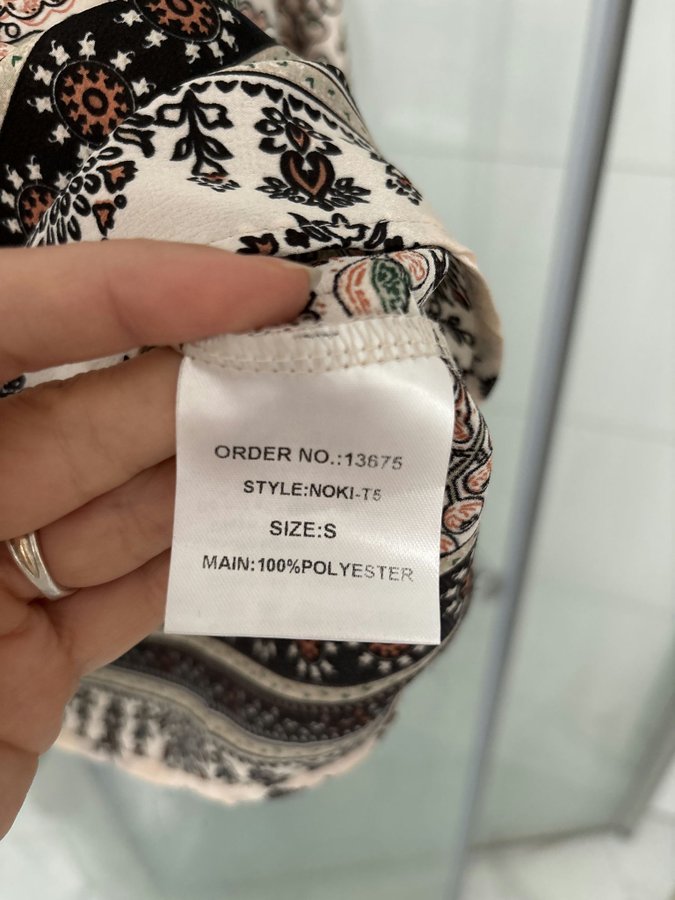 ORDER NO.:13675
STYLE:NOKI-T5
SIZE:S
MAIN:100%POLYESTER